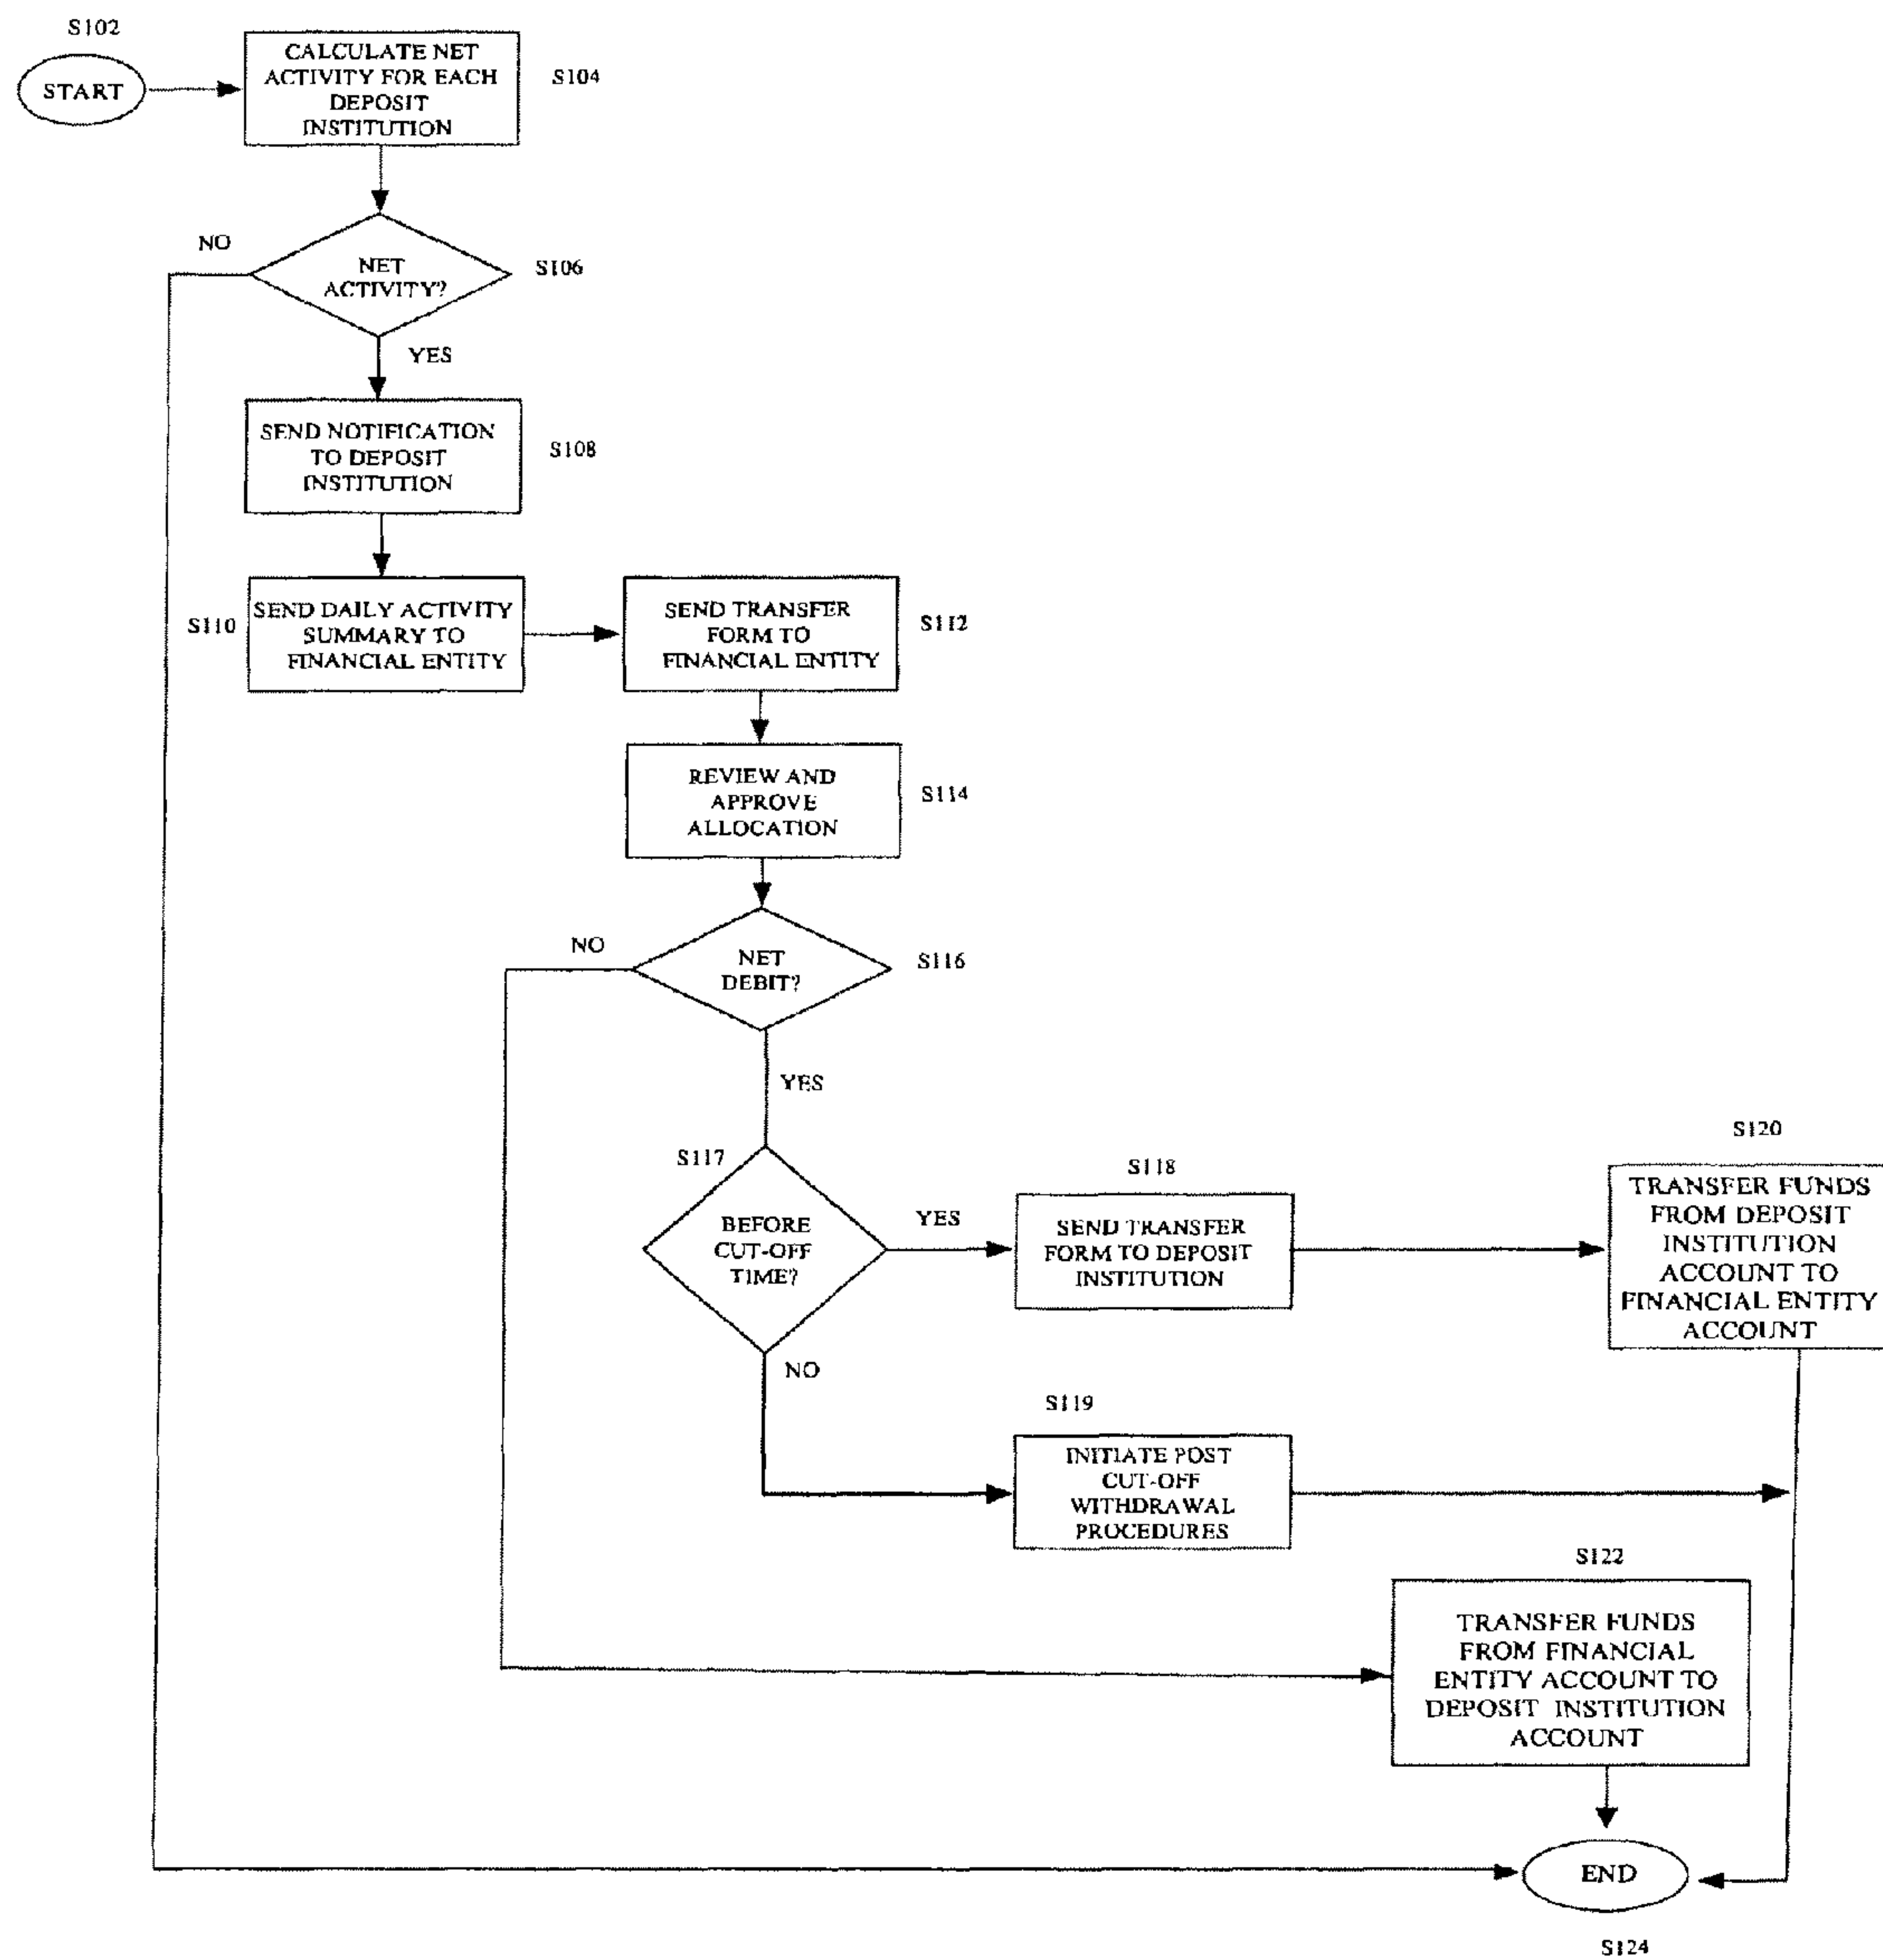 S102
START
CALCULATE NET
ACTIVITY FOR EACH
DEPOSIT
INSTITUTION
S104
NO
NET
ACTIVITY?
S106
YES
SEND NOTIFICATION
TO DEPOSIT
INSTITUTION
S108
S110
SEND DAILY ACTIVITY
SUMMARY TO
FINANCIAL ENTITY
SEND TRANSFER
FORM TO
FINANCIAL ENTITY
S112
REVIEW AND
APPROVE
ALLOCATION
S114
NO
NET
DEBIT?
S116
YES
S117
BEFORE
CUT-OFF
TIME?
YES
S118
SEND TRANSFER
FORM TO DEPOSIT
INSTITUTION
S120
TRANSFER FUNDS
FROM DEPOSIT
INSTITUTION
ACCOUNT TO
FINANCIAL ENTITY
ACCOUNT
NO
S119
INITIATE POST
CUT-OFF
WITHDRAWAL
PROCEDURES
S122
TRANSFER FUNDS
FROM FINANCIAL
ENTITY ACCOUNT TO
DEPOSIT INSTITUTION
ACCOUNT
END
S124